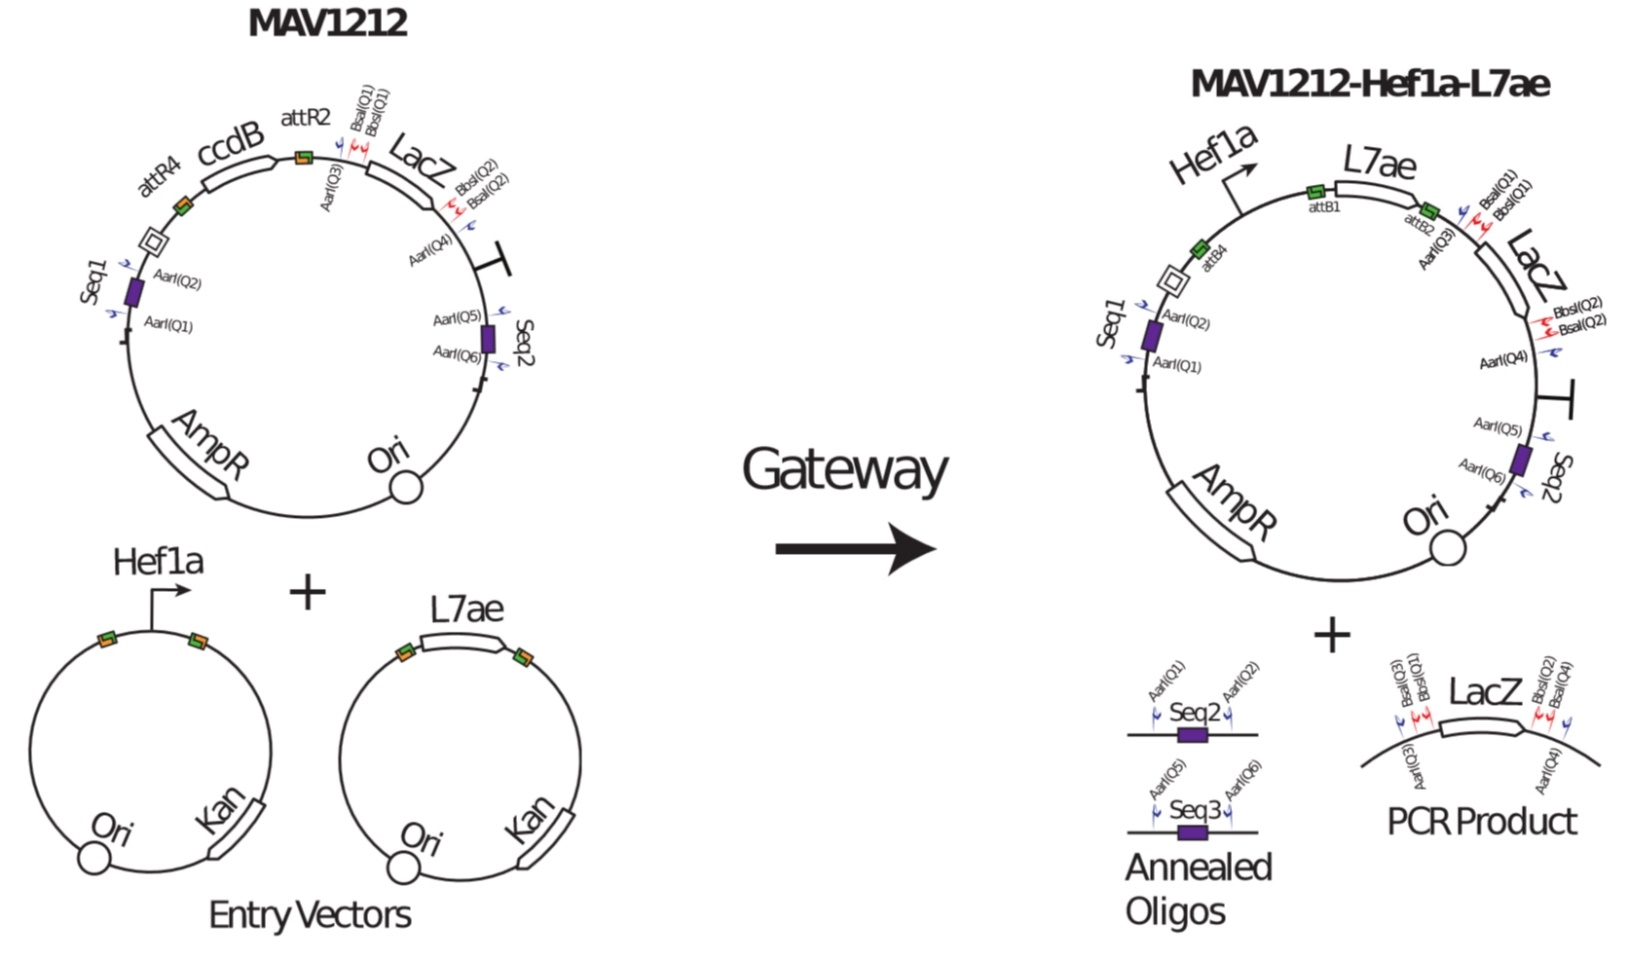 MAV1212
attR4
ccdB
attR2
BsaI(Q1)
BbsI(Q1)
AarI(Q3)
LacZ
BbsI(Q2)
BsaI(Q2)
AarI(Q4)
Seq1
AarI(Q2)
AarI(Q1)
AarI(Q5)
AarI(Q6)
Seq2
AmpR
Ori
Hef1a
+
L7ae
Ori
Kan
Ori
Kan
Entry Vectors
Gateway
MAV1212-Hef1a-L7ae
Hef1a
attB4
attB1
L7ae
attB2
AarI(Q3)
BsaI(Q1)
BbsI(Q1)
LacZ
BbsI(Q2)
BsaI(Q2)
AarI(Q4)
Seq1
AarI(Q2)
AarI(Q1)
AarI(Q5)
AarI(Q6)
Seq2
AmpR
Ori
+
AarI(Q1)
AarI(Q2)
Seq2
AarI(Q5)
AarI(Q6)
Seq3
Annealed
Oligos
BsaI(Q3)
BbsI(Q1)
AarI(Q3)
LacZ
BbsI(Q2)
BsaI(Q4)
AarI(Q4)
PCR Product